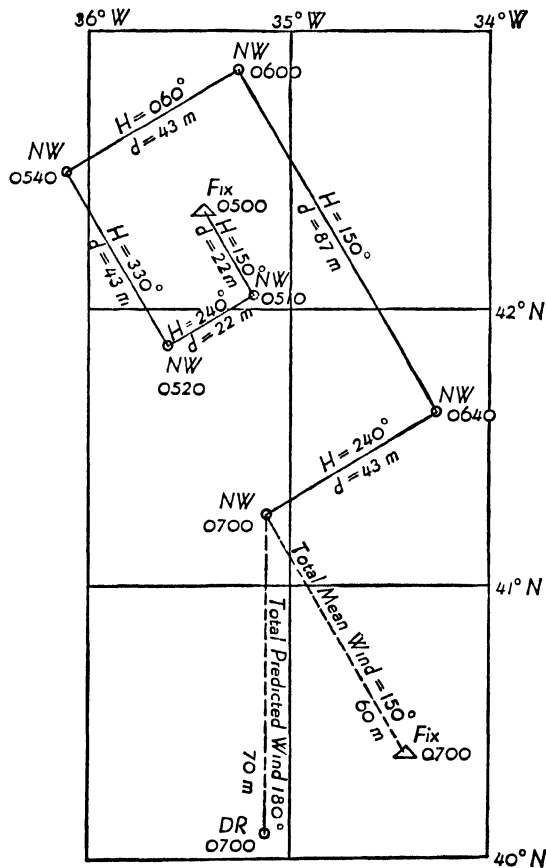 36°W
35°W
34°W
NW
0600
H = 060°
d = 43 m
NW
0540
Fix
0500
H = 150°
d = 22 m
H = 150°
d = 87 m
H = 330°
d = 43 m
NW
0510
H = 240°
d = 22 m
42°N
NW
0520
NW
0640
H = 240°
d = 43 m
NW
0700
41°N
Total Mean Wind = 150°
60 m
Total Predicted Wind 180°
70 m
Fix
0700
DR
0700
40°N